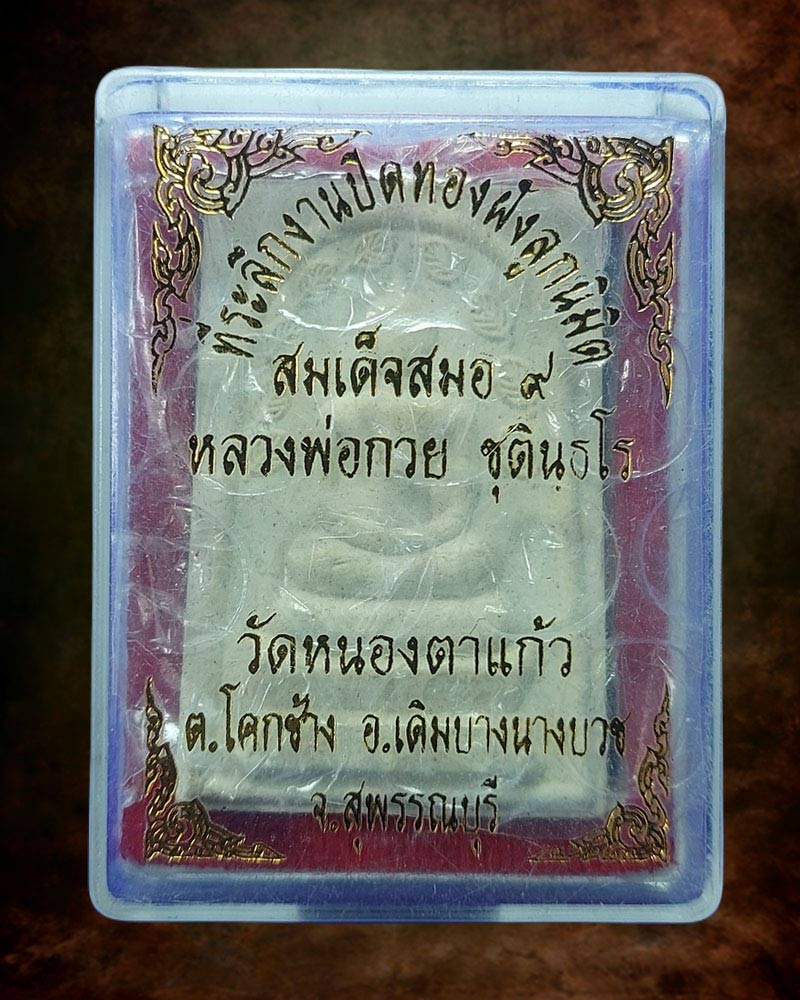 ที่ระลึกงานปิดทองฝังลูกนิมิต
สมเด็จสมอ ๙
หลวงพ่อกวย ชุตินฺธโร
วัดหนองตาแก้ว
ต.โคกช้าง อ.เดิมบางนางบวช
จ.สุพรรณบุรี